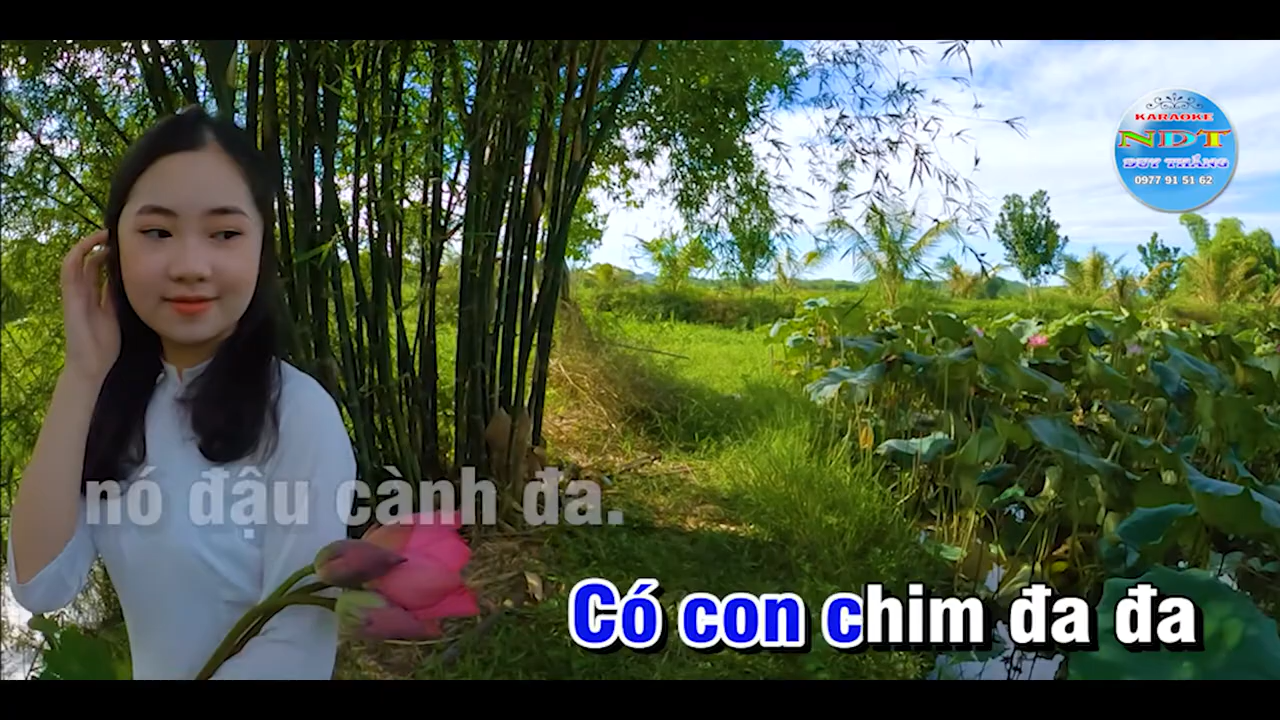 KARAOKE
NDT
DUY THẮNG
0977 91 51 62
nó đậu cành đa.
Có con chim đa đa